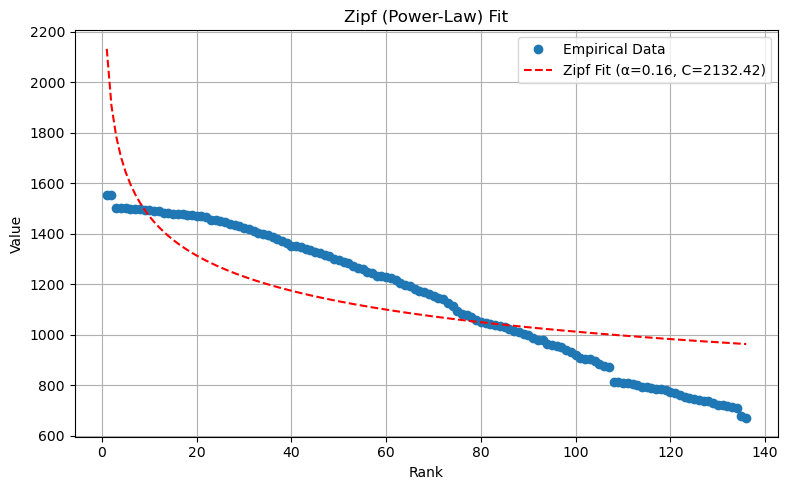 Zipf (Power-Law) Fit
Empirical Data
Zipf Fit (α=0.16, C=2132.42)
2200
2000
1800
1600
1400
1200
1000
800
600
Value
0 20 40 60 80 100 120 140
Rank